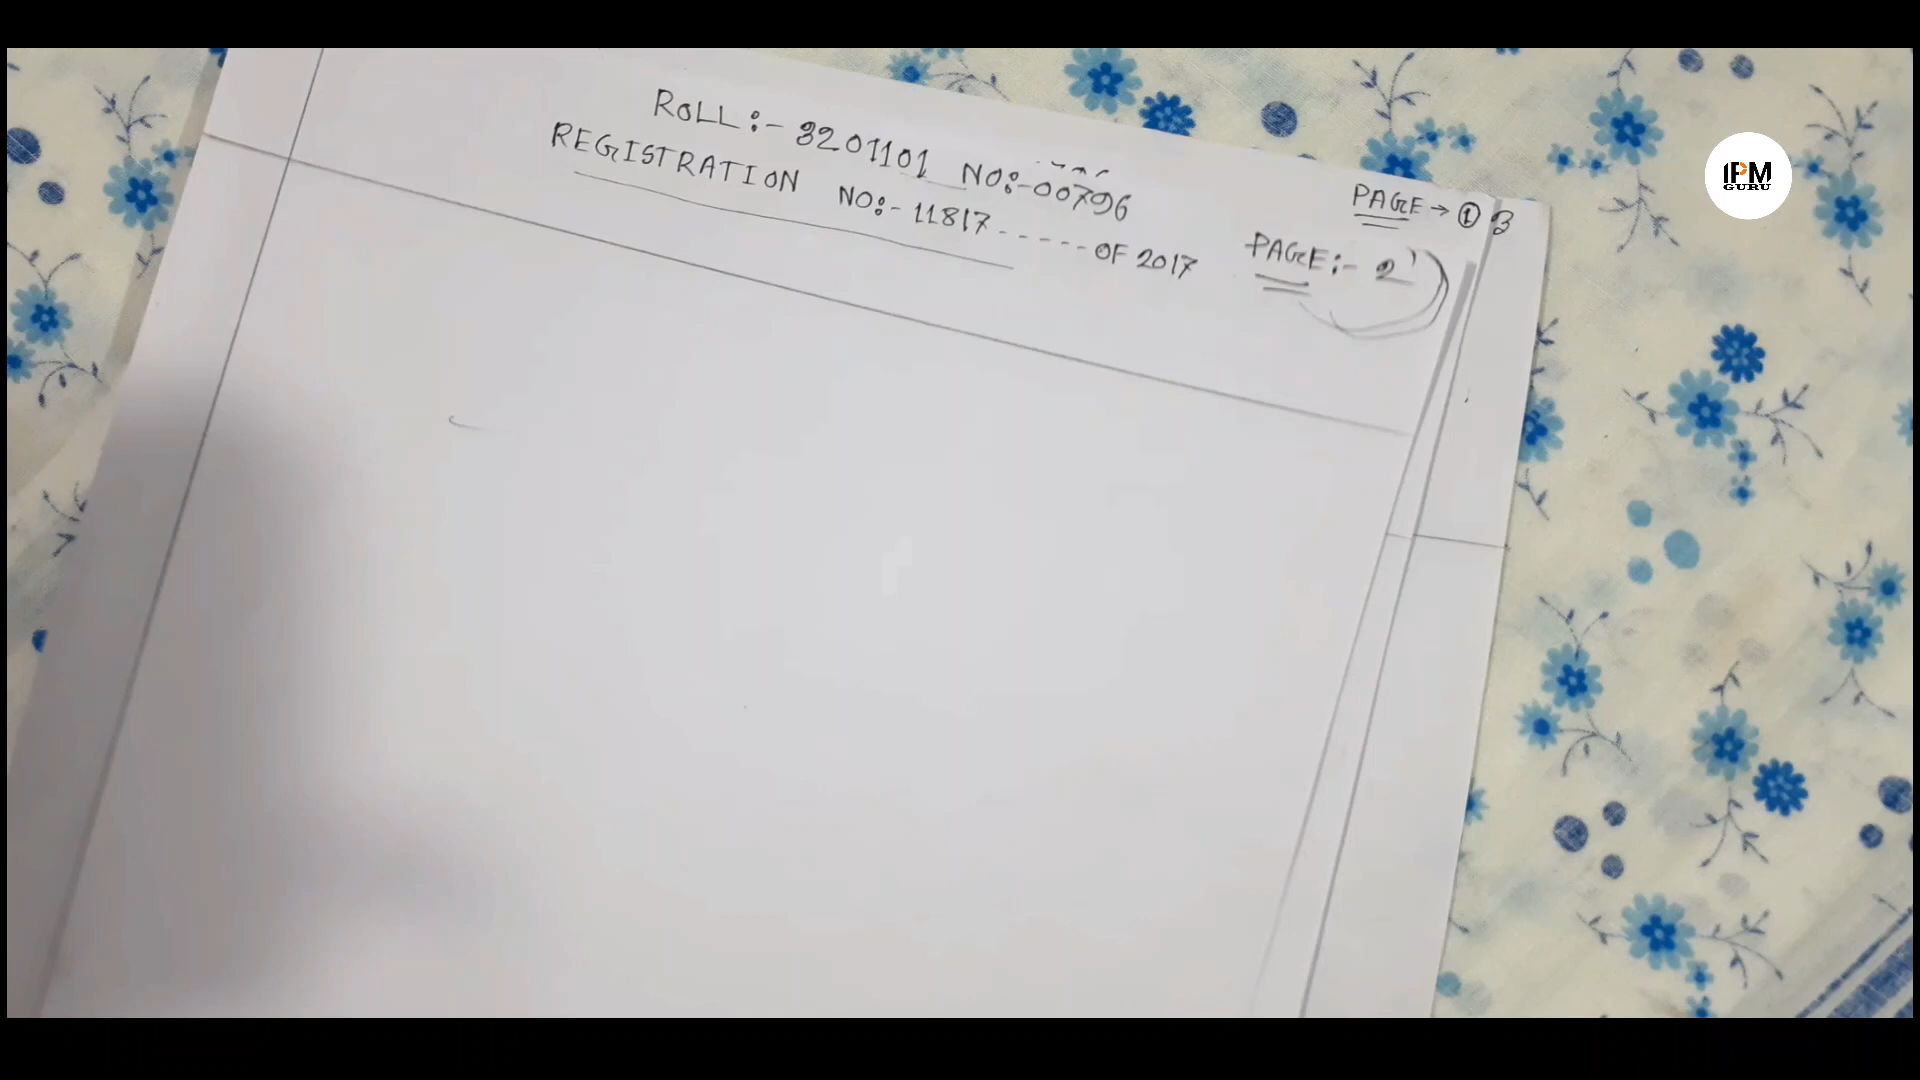 ROLL:- 3201101 NO:- 00796
REGISTRATION NO:- 11817 - - - - - OF 2017
PAGE → ① 3
PAGE:- 2
IPM
GURU